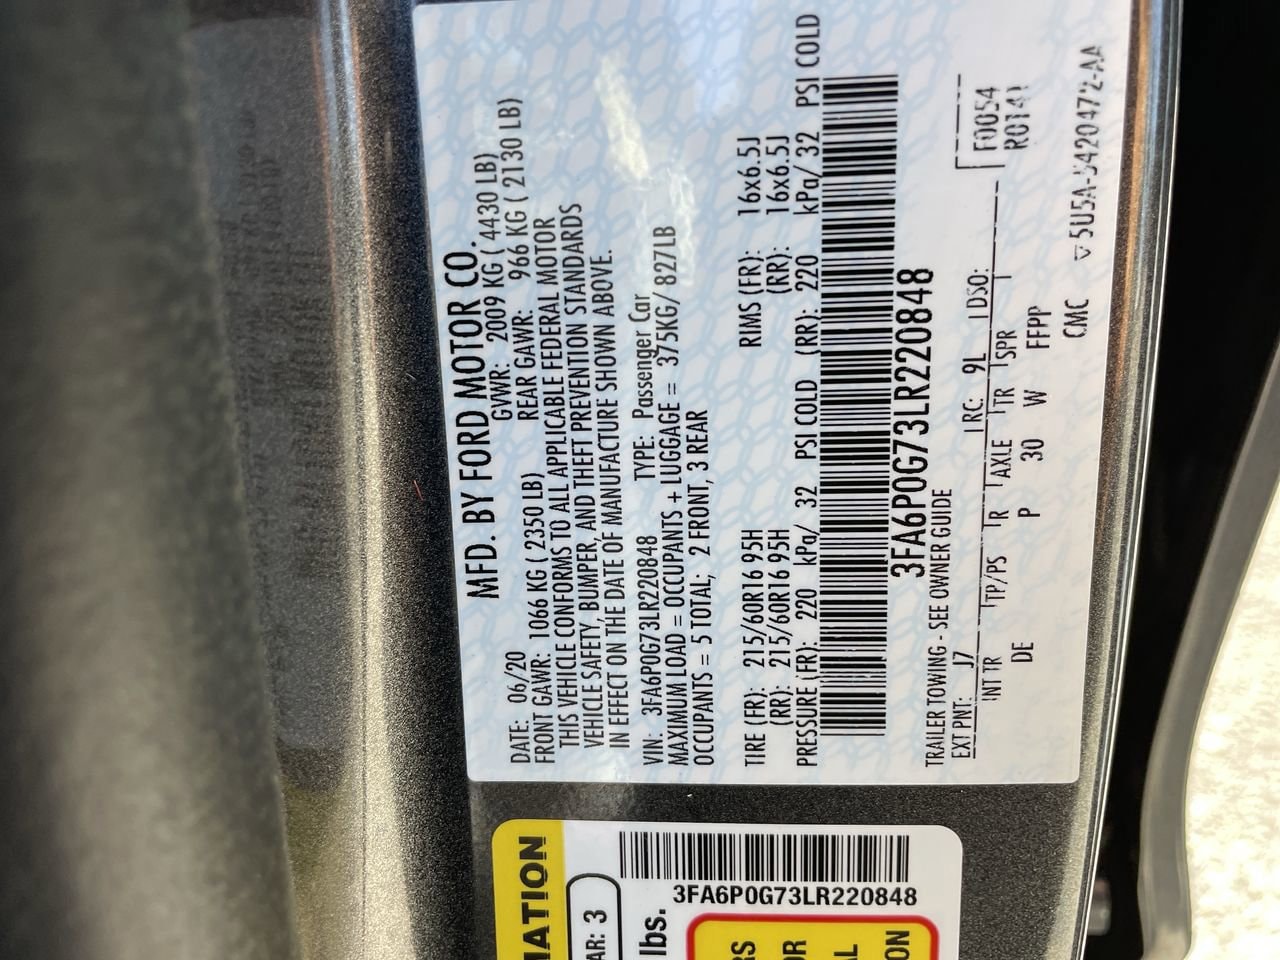 MFD. BY FORD MOTOR CO.
DATE: 06/20 GVWR: 2009 KG ( 4430 LB)
FRONT GAWR: 1066 KG ( 2350 LB) REAR GAWR: 966 KG ( 2130 LB)
THIS VEHICLE CONFORMS TO ALL APPLICABLE FEDERAL MOTOR
VEHICLE SAFETY, BUMPER, AND THEFT PREVENTION STANDARDS
IN EFFECT ON THE DATE OF MANUFACTURE SHOWN ABOVE.
VIN: 3FA6P0G73LR220848 TYPE: Passenger Car
MAXIMUM LOAD = OCCUPANTS + LUGGAGE = 375KG/ 827LB
OCCUPANTS = 5 TOTAL; 2 FRONT, 3 REAR
TIRE (FR): 215/60R16 95H RIMS (FR): 16x6.5J
(RR): 215/60R16 95H (RR): 16x6.5J
PRESSURE (FR): 220 kPa/ 32 PSI COLD (RR): 220 kPa/ 32 PSI COLD
3FA6P0G73LR220848
TRAILER TOWING - SEE OWNER GUIDE
EXT PNT: J7 RC: 9L DSO: F0054
INT TR TP/PS R AXLE TR SPR R0141
DE P 30 W FFPP
CMC
▽ 5U5A-5420472-AA
MATION
AR: 3
lbs.
3FA6P0G73LR220848
RS
OR
AL
ON